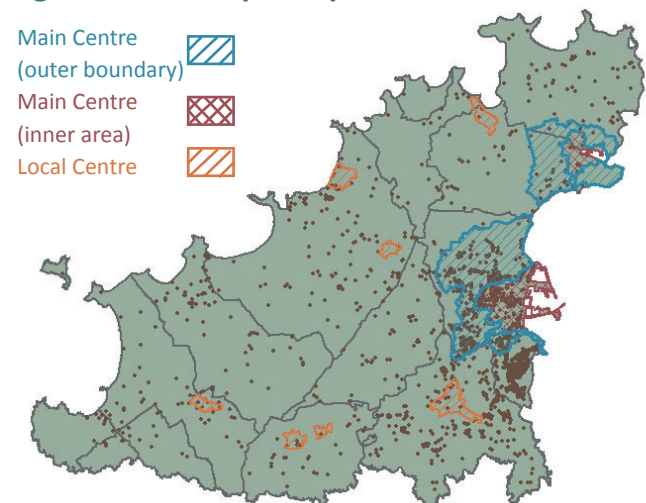 Main Centre
(outer boundary)
Main Centre
(inner area)
Local Centre